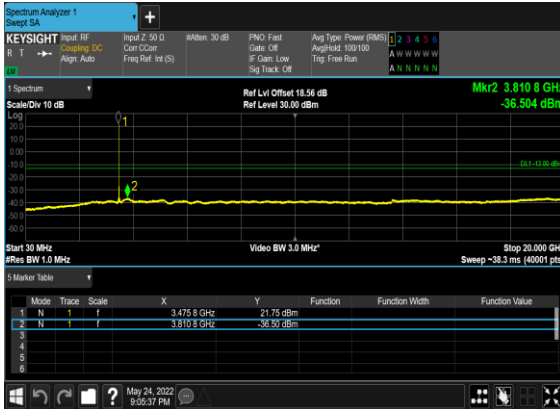 Spectrum Analyzer 1
Swept SA
+
KEYSIGHT Input: RF Input Z: 50 Ω #Atten: 30 dB PNO: Fast Avg Type: Power (RMS) 1 2 3 4 5 6
R T Coupling: DC Corr CCorr Gate: Off Avg|Hold: 100/100 A W W W W W
Align: Auto Freq Ref: Int (S) IF Gain: Low Trig: Free Run
LXI Sig Track: Off A N N N N N
1 Spectrum Ref Lvl Offset 18.56 dB Mkr2 3.810 8 GHz
Scale/Div 10 dB Ref Level 30.00 dBm -36.504 dBm
Log
20.0
10.0
0.00
-10.0
-20.0
-30.0
-40.0
-50.0
-60.0
1
2
DL1 -13.00 dBm
Start 30 MHz Video BW 3.0 MHz* Stop 20.000 GHz
#Res BW 1.0 MHz Sweep ~38.3 ms (40001 pts)
5 Marker Table
Mode Trace Scale X Y Function Function Width Function Value
1 N 1 f 3.475 8 GHz 21.75 dBm
2 N 1 f 3.810 8 GHz -36.50 dBm
3
4
5
6
? May 24, 2022
9:05:37 PM